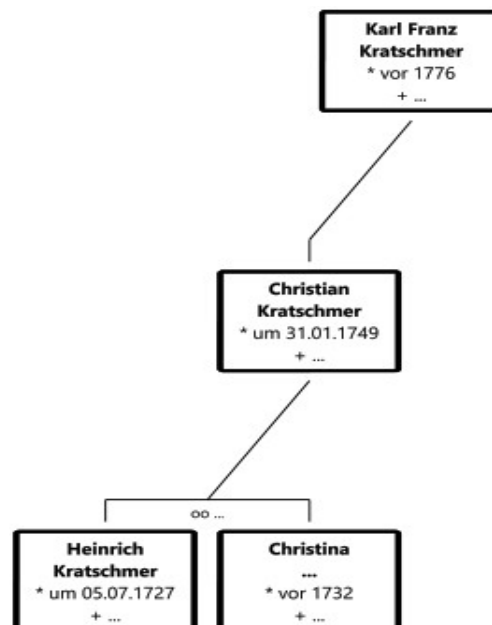 Karl Franz
Kratschmer
* vor 1776
+ ...
Christian
Kratschmer
* um 31.01.1749
+ ...
oo ...
Heinrich
Kratschmer
* um 05.07.1727
+ ...
Christina
...
* vor 1732
+ ...